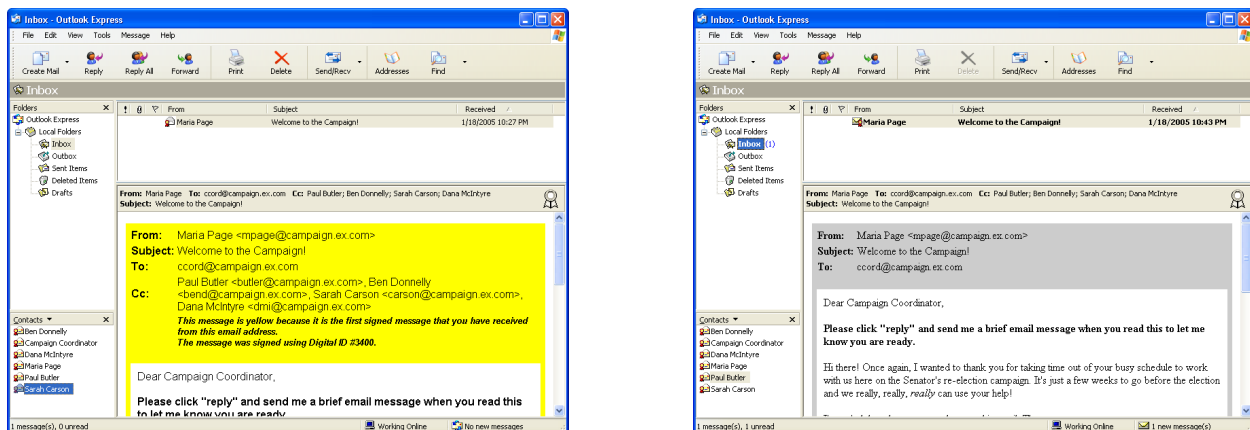 Inbox - Outlook Express
File Edit View Tools Message Help
Create Mail Reply Reply All Forward Print Delete Send/Recv Addresses Find
Inbox
Folders x
! From Subject Received
Outlook Express
Local Folders
Inbox
Outbox
Sent Items
Deleted Items
Drafts
Maria Page Welcome to the Campaign! 1/18/2005 10:27 PM
From: Maria Page To: ccord@campaign.ex.com Cc: Paul Butler; Ben Donnelly; Sarah Carson; Dana McIntyre
Subject: Welcome to the Campaign!
From: Maria Page <mpage@campaign.ex.com>
Subject: Welcome to the Campaign!
To: ccord@campaign.ex.com
Cc: Paul Butler <butler@campaign.ex.com>, Ben Donnelly
<bend@campaign.ex.com>, Sarah Carson <carson@campaign.ex.com>,
Dana McIntyre <dmi@campaign.ex.com>
This message is yellow because it is the first signed message that you have received
from this email address.
The message was signed using Digital ID #3400.
Dear Campaign Coordinator,
Please click "reply" and send me a brief email message when you read this
to let me know you are ready.
Contacts x
Ben Donnelly
Campaign Coordinator
Dana McIntyre
Maria Page
Paul Butler
Sarah Carson
1 message(s), 0 unread Working Online No new messages
Inbox - Outlook Express
File Edit View Tools Message Help
Create Mail Reply Reply All Forward Print Delete Send/Recv Addresses Find
Inbox
Folders x
! From Subject Received
Outlook Express
Local Folders
Inbox (1)
Outbox
Sent Items
Deleted Items
Drafts
Maria Page Welcome to the Campaign! 1/18/2005 10:43 PM
From: Maria Page To: ccord@campaign.ex.com Cc: Paul Butler; Ben Donnelly; Sarah Carson; Dana McIntyre
Subject: Welcome to the Campaign!
From: Maria Page <mpage@campaign.ex.com>
Subject: Welcome to the Campaign!
To: ccord@campaign.ex.com
Dear Campaign Coordinator,
Please click "reply" and send me a brief email message when you read this to let me
know you are ready.
Hi there! Once again, I wanted to thank you for taking time out of your busy schedule to work
with us here on the Senator's re-election campaign. It's just a few weeks to go before the election
and we really, really, really can use your help!
Contacts x
Ben Donnelly
Campaign Coordinator
Dana McIntyre
Maria Page
Paul Butler
Sarah Carson
1 message(s), 1 unread Working Online 1 new message(s)